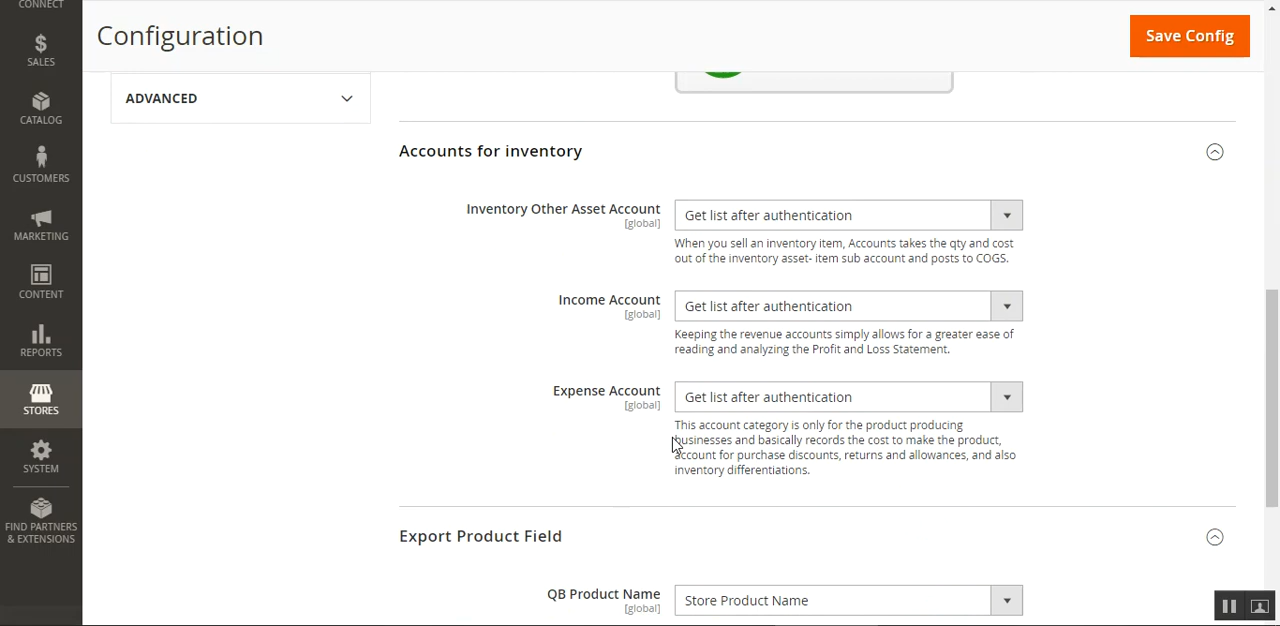 CONNECT
Configuration
Save Config
SALES
ADVANCED
CATALOG
Accounts for inventory
CUSTOMERS
Inventory Other Asset Account
[global]
Get list after authentication
When you sell an inventory item, Accounts takes the qty and cost
out of the inventory asset- item sub account and posts to COGS.
MARKETING
CONTENT
Income Account
[global]
Get list after authentication
Keeping the revenue accounts simply allows for a greater ease of
reading and analyzing the Profit and Loss Statement.
REPORTS
Expense Account
[global]
Get list after authentication
This account category is only for the product producing
businesses and basically records the cost to make the product,
account for purchase discounts, returns and allowances, and also
inventory differentiations.
STORES
SYSTEM
FIND PARTNERS
& EXTENSIONS
Export Product Field
QB Product Name
[global]
Store Product Name